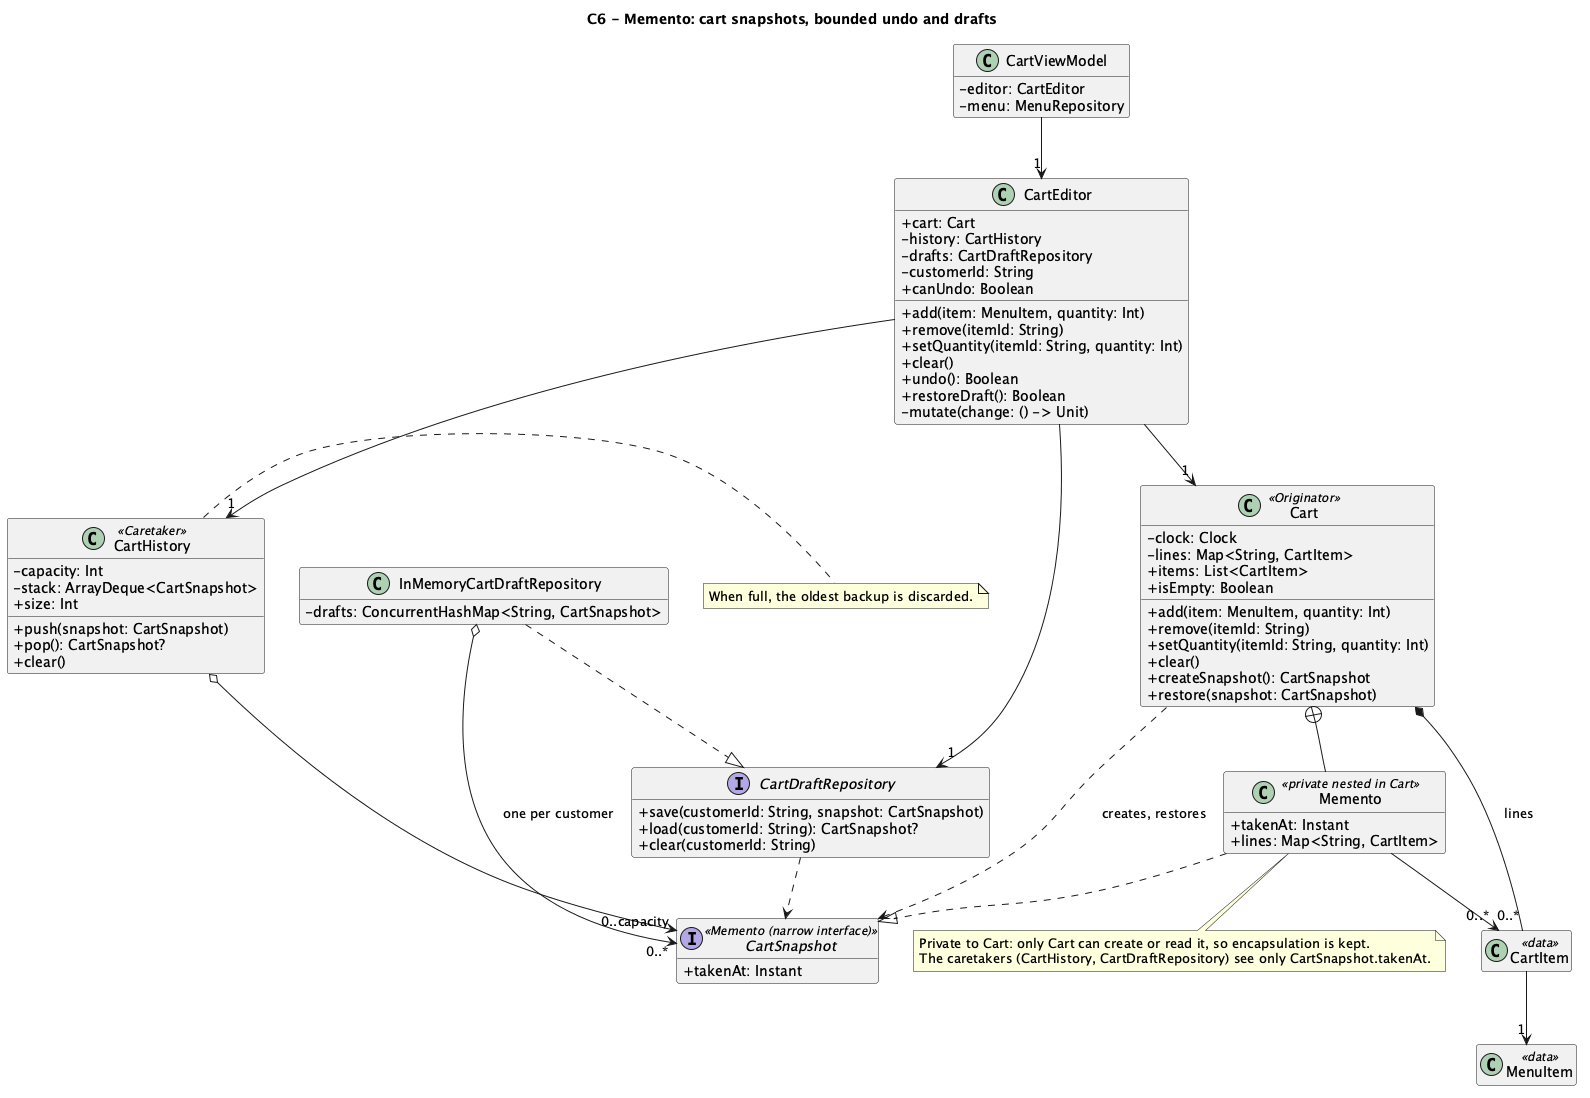 C6 – Memento: cart snapshots, bounded undo and drafts
C CartViewModel
-editor: CartEditor
-menu: MenuRepository
1
C CartEditor
+cart: Cart
-history: CartHistory
-drafts: CartDraftRepository
-customerId: String
+canUndo: Boolean
+add(item: MenuItem, quantity: Int)
+remove(itemId: String)
+setQuantity(itemId: String, quantity: Int)
+clear()
+undo(): Boolean
+restoreDraft(): Boolean
-mutate(change: () -> Unit)
1
1
C «Originator»
Cart
-clock: Clock
-lines: Map<String, CartItem>
+items: List<CartItem>
+isEmpty: Boolean
+add(item: MenuItem, quantity: Int)
+remove(itemId: String)
+setQuantity(itemId: String, quantity: Int)
+clear()
+createSnapshot(): CartSnapshot
+restore(snapshot: CartSnapshot)
C «Caretaker»
CartHistory
-capacity: Int
-stack: ArrayDeque<CartSnapshot>
+size: Int
+push(snapshot: CartSnapshot)
+pop(): CartSnapshot?
+clear()
C InMemoryCartDraftRepository
-drafts: ConcurrentHashMap<String, CartSnapshot>
When full, the oldest backup is discarded.
1
I CartDraftRepository
+save(customerId: String, snapshot: CartSnapshot)
+load(customerId: String): CartSnapshot?
+clear(customerId: String)
one per customer
creates, restores
C «private nested in Cart»
Memento
+takenAt: Instant
+lines: Map<String, CartItem>
lines
0..capacity
0..*
I «Memento (narrow interface)»
CartSnapshot
+takenAt: Instant
Private to Cart: only Cart can create or read it, so encapsulation is kept.
The caretakers (CartHistory, CartDraftRepository) see only CartSnapshot.takenAt.
0..*
0..*
C «data»
CartItem
1
C «data»
MenuItem